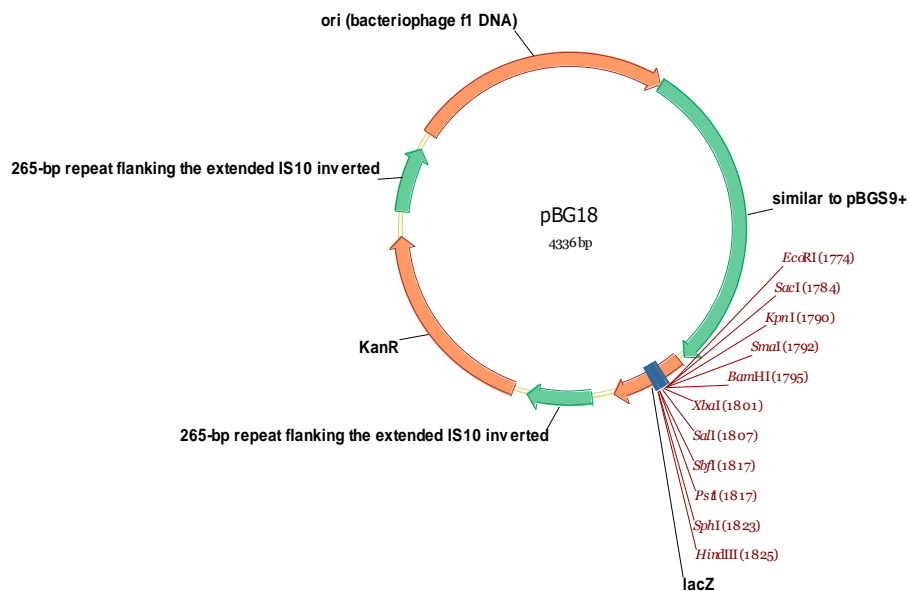 ori (bacteriophage f1 DNA)
265-bp repeat flanking the extended IS10 inverted
similar to pBGS9+
pBG18
4336 bp
EcoRI (1774)
SacI (1784)
KpnI (1790)
SmaI (1792)
BamHI (1795)
XbaI (1801)
SalI (1807)
SbfI (1817)
PstI (1817)
SphI (1823)
HindIII (1825)
KanR
265-bp repeat flanking the extended IS10 inverted
lacZ